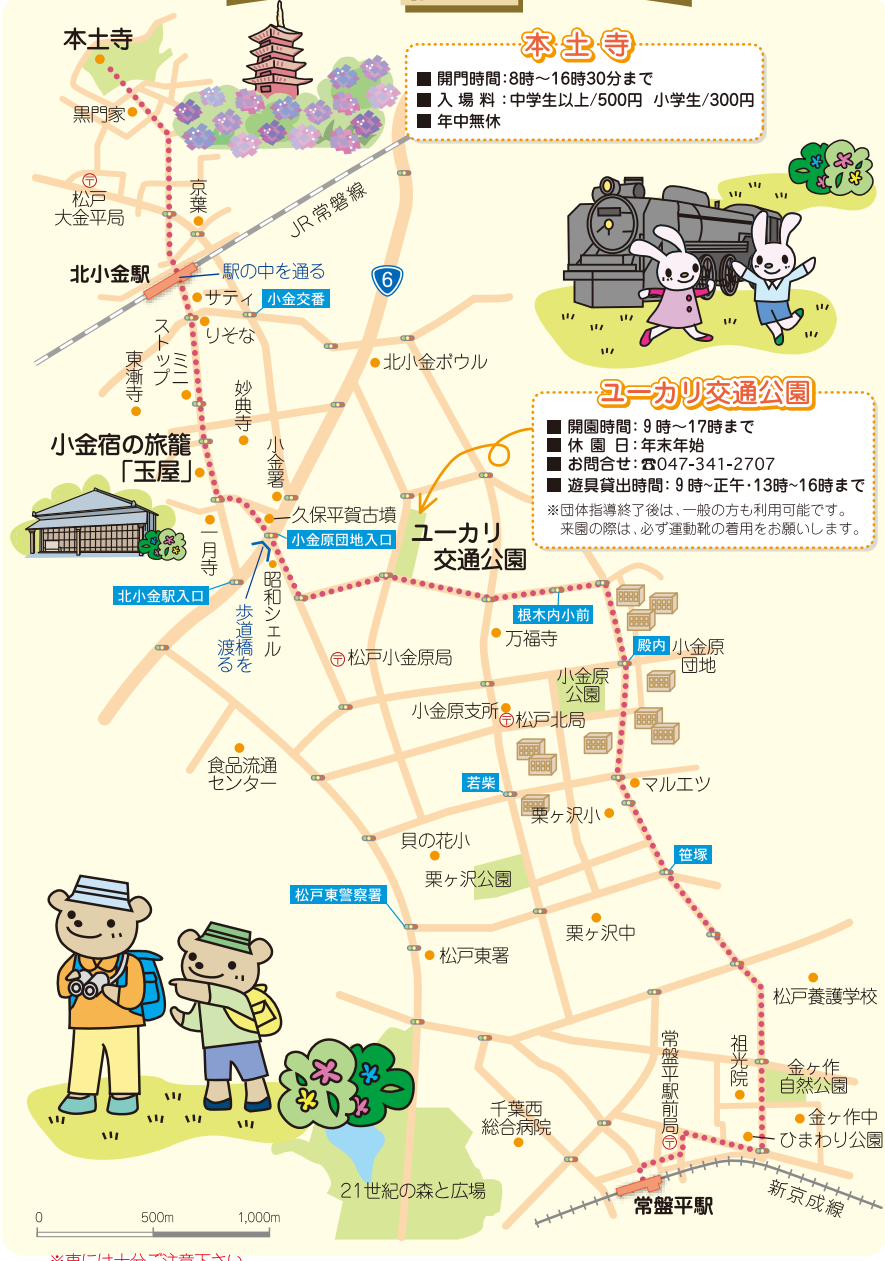 本土寺
本土寺
■ 開門時間：8時～16時30分まで
■ 入場料：中学生以上/500円 小学生/300円
■ 年中無休
黒門家
〒
松戸
大金平局
京葉
JR常磐線
北小金駅
駅の中を通る
6
サティ
小金交番
りそな
ミニ
ストップ
東漸寺
北小金ボウル
妙典寺
ユーカリ交通公園
■ 開園時間：9時～17時まで
■ 休園日：年末年始
■ お問合せ：☎047-341-2707
■ 遊具貸出時間：9時~正午・13時~16時まで
※団体指導終了後は、一般の方も利用可能です。
来園の際は、必ず運動靴の着用をお願いします。
小金宿の旅籠
「玉屋」
小金署
久保平賀古墳
小金原団地入口
ユーカリ
交通公園
一月寺
北小金駅入口
昭和シェル
歩道橋を
渡る
根木内小前
万福寺
殿内
小金原
団地
〒松戸小金原局
小金原
公園
小金原支所
〒松戸北局
食品流通
センター
若柴
マルエツ
栗ヶ沢小
貝の花小
笹塚
栗ヶ沢公園
松戸東警察署
栗ヶ沢中
松戸東署
松戸養護学校
常盤平駅前局
〒
祖光院
金ヶ作
自然公園
千葉西
総合病院
金ヶ作中
ひまわり公園
21世紀の森と広場
常盤平駅
新京成線
0 500m 1,000m
※車には十分ご注意下さい